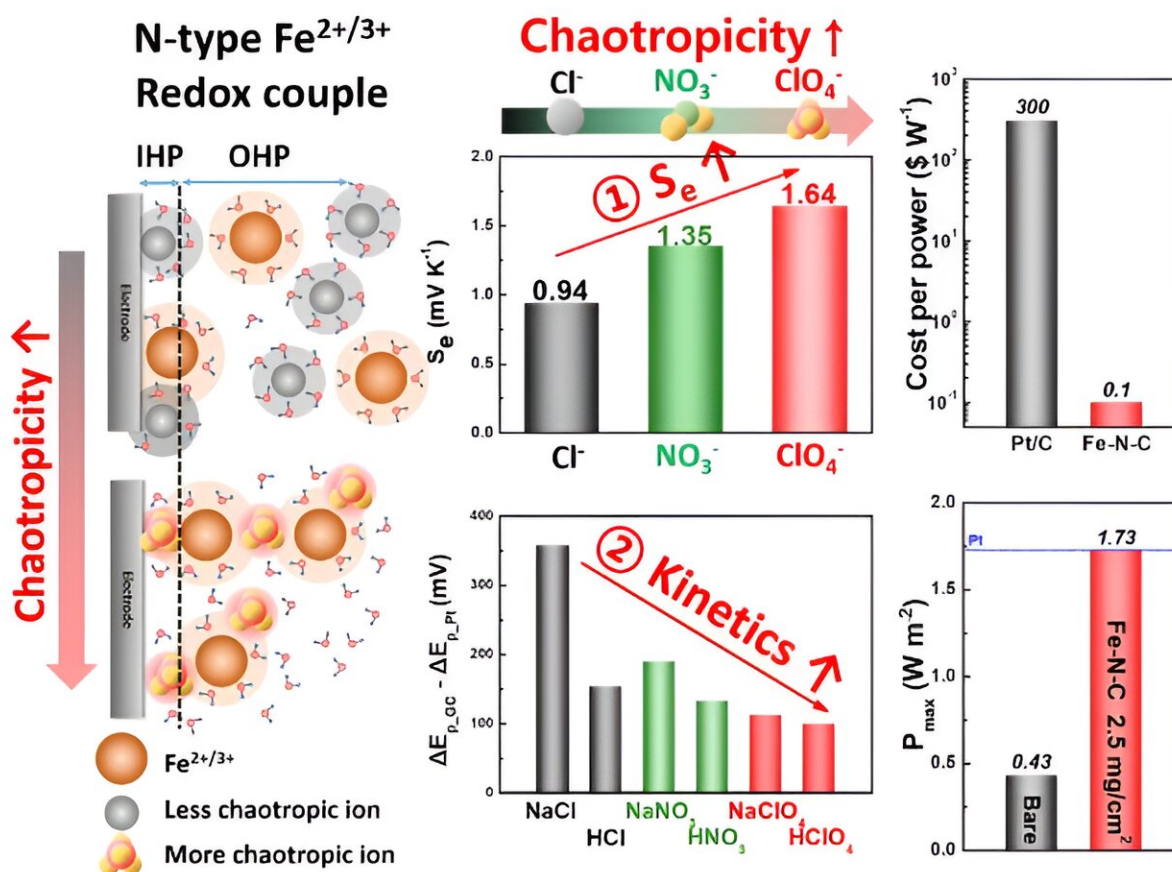 N-type Fe²⁺/³⁺
Redox couple
IHP
OHP
Electrode
Chaotropicity ↑
Electrode
Fe²⁺/³⁺
Less chaotropic ion
More chaotropic ion
Chaotropicity ↑
Cl⁻
NO₃⁻
ClO₄⁻
Sₑ (mV K⁻¹)
2.0
1.5
1.0
0.5
0.0
① Sₑ ↑
0.94
1.35
1.64
Cl⁻
NO₃⁻
ClO₄⁻
ΔE_p_gc - ΔE_p_Pt (mV)
400
300
200
100
0
② Kinetics ↑
NaCl
HCl
NaNO₃
HNO₃
NaClO₄
HClO₄
Cost per power ($ W⁻¹)
10³
10²
10¹
10⁰
10⁻¹
300
0.1
Pt/C
Fe-N-C
P_max (W m⁻²)
2.0
1.5
1.0
0.5
0.0
Pt
1.73
0.43
Bare
Fe-N-C 2.5 mg/cm²